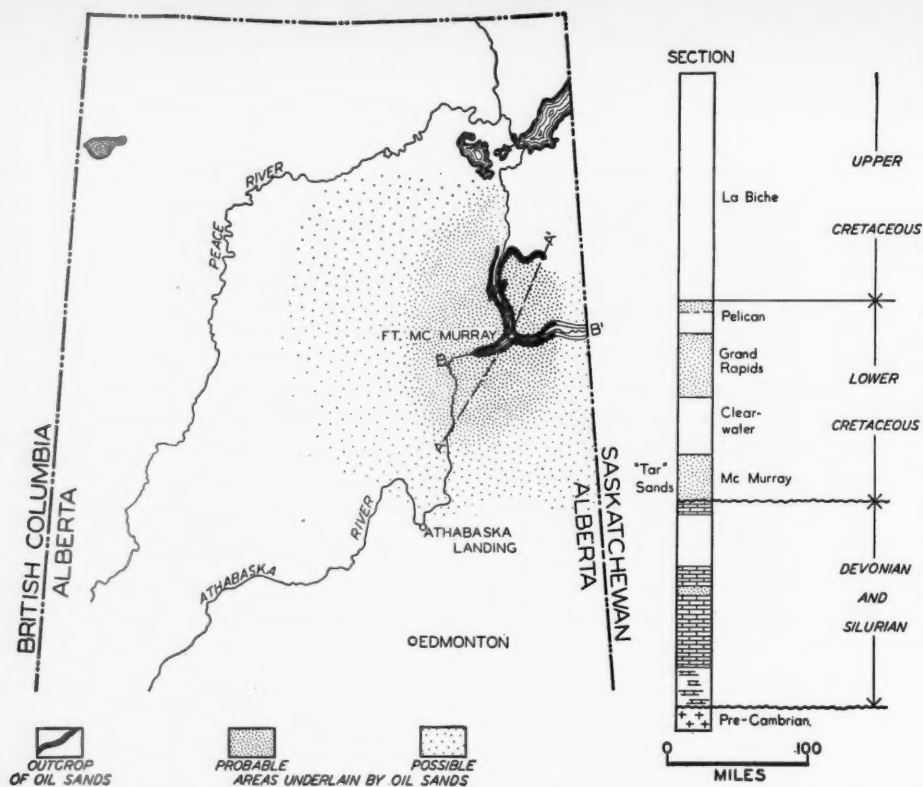 SECTION
UPPER
La Biche
CRETACEOUS
Pelican
Grand
Rapids
LOWER
Clear-
water
CRETACEOUS
"Tar"
Sands
Mc Murray
DEVONIAN
AND
SILURIAN
Pre-Cambrian.
0 100
MILES
PEACE RIVER
FT. MC MURRAY
A'
B'
B
A
ATHABASKA
LANDING
ATHABASKA RIVER
EDMONTON
BRITISH COLUMBIA
ALBERTA
SASKATCHEWAN
ALBERTA
OUTCROP
OF OIL SANDS
PROBABLE POSSIBLE
AREAS UNDERLAIN BY OIL SANDS